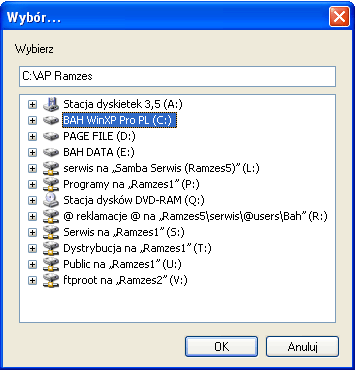 Wybór...
Wybierz
C:\AP Ramzes
Stacja dyskietek 3,5 (A:)
BAH WinXP Pro PL (C:)
PAGE FILE (D:)
BAH DATA (E:)
serwis na „Samba Serwis (Ramzes5)” (L:)
Programy na „Ramzes1” (P:)
Stacja dysków DVD-RAM (Q:)
@ reklamacje @ na „Ramzes5\serwis\@users\Bah” (R:)
Serwis na „Ramzes1” (S:)
Dystrybucja na „Ramzes1” (T:)
Public na „Ramzes1” (U:)
ftproot na „Ramzes2” (V:)
OK Anuluj